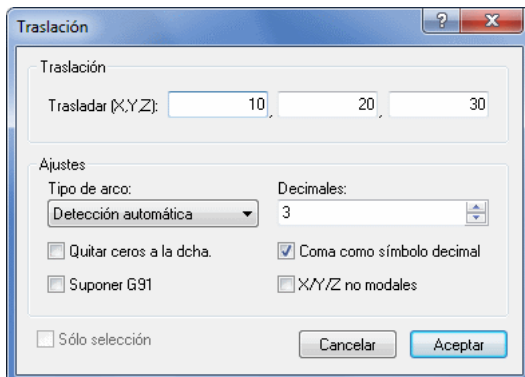 Traslación
Traslación
Trasladar (X,Y,Z): 10, 20, 30
Ajustes
Tipo de arco: Decimales:
Detección automática 3
Quitar ceros a la dcha. Coma como símbolo decimal
Suponer G91 X/Y/Z no modales
Sólo selección Cancelar Aceptar